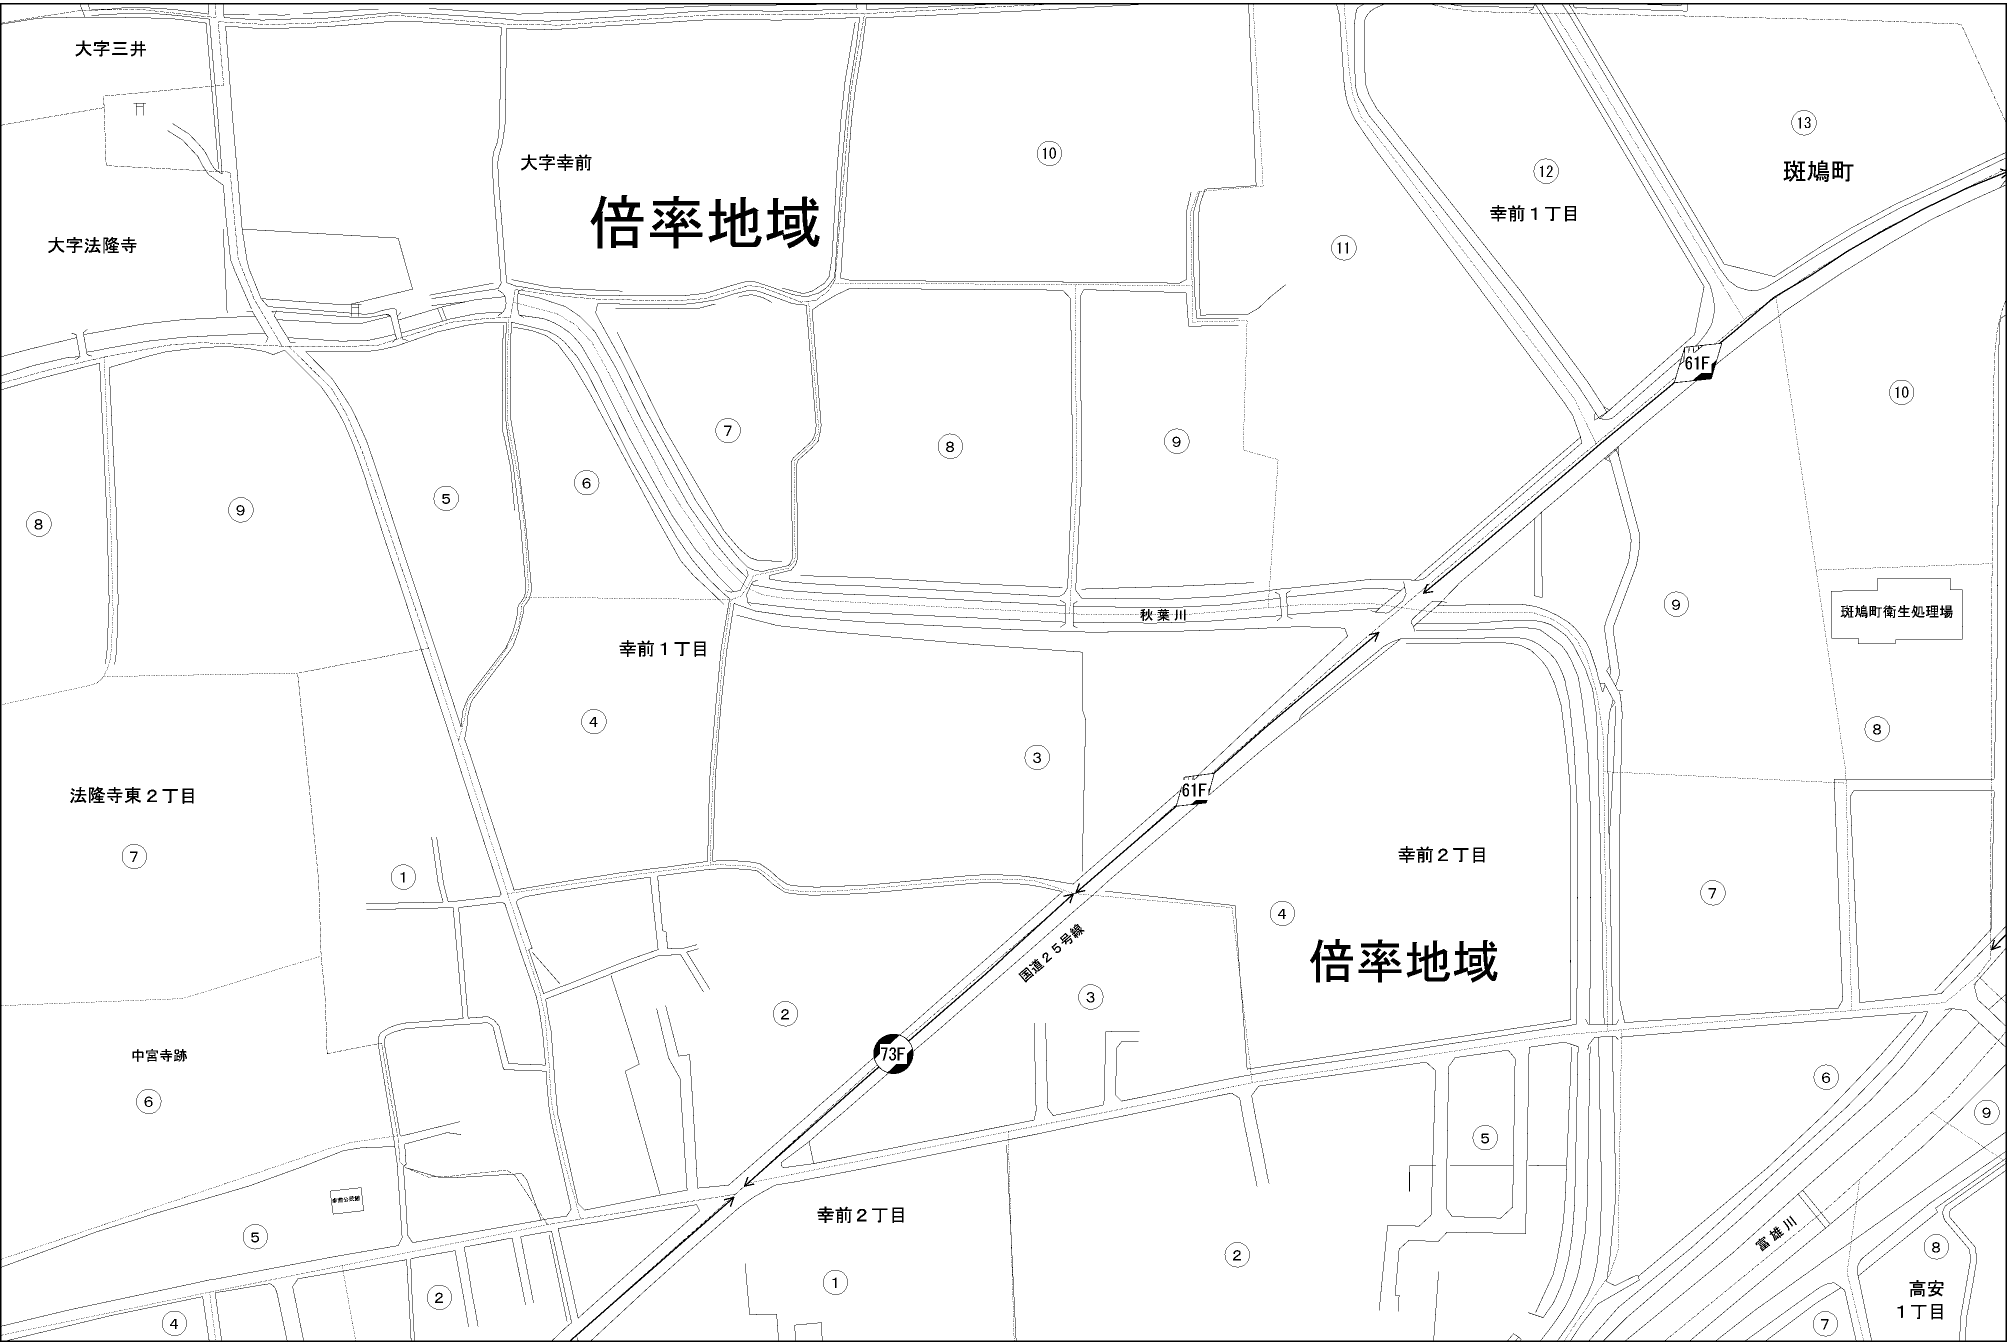 大字三井
⑬
大字幸前
⑩
⑫
斑鳩町
幸前１丁目
倍率地域
大字法隆寺
⑪
61F
⑩
⑦
⑧
⑨
⑥
⑤
⑨
⑧
⑨
斑鳩町衛生処理場
秋葉川
幸前１丁目
④
⑧
③
61F
法隆寺東２丁目
⑦
幸前２丁目
①
⑦
④
国道２５号線
倍率地域
③
②
73F
中宮寺跡
⑥
⑥
⑨
⑤
幸前公民館
幸前２丁目
富雄川
⑤
②
⑧
①
高安
１丁目
②
④
⑦